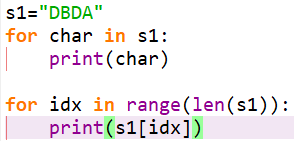 s1="DBDA"
for char in s1:
    print(char)

for idx in range(len(s1)):
    print(s1[idx])